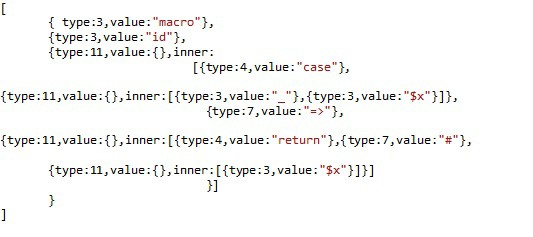 [
{ type:3,value:"macro"},
{type:3,value:"id"},
{type:11,value:{},inner:
[{type:4,value:"case"},
{type:11,value:{},inner:[{type:3,value:"_"},{type:3,value:"$x"}]},
{type:7,value:"=>"},
{type:11,value:{},inner:[{type:4,value:"return"},{type:7,value:"#"},
{type:11,value:{},inner:[{type:3,value:"$x"}]}]
}]
}
]